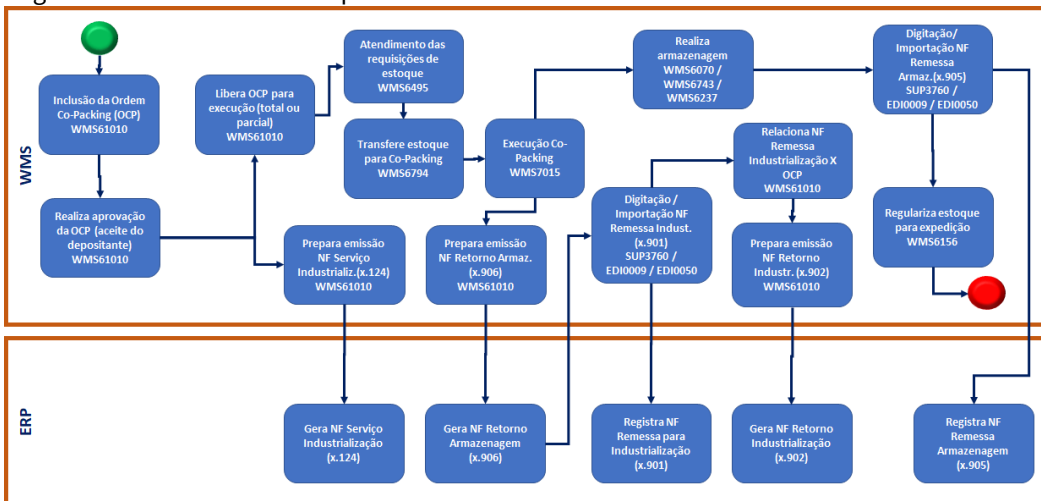 WMS
Inclusão da Ordem
Co-Packing (OCP)
WMS61010
Realiza aprovação
da OCP (aceite do
depositante)
WMS61010
Libera OCP para
execução (total ou
parcial)
WMS61010
Atendimento das
requisições de
estoque
WMS6495
Transfere estoque
para Co-Packing
WMS6794
Execução Co-
Packing
WMS7015
Realiza
armazenagem
WMS6070 /
WMS6743 /
WMS6237
Digitação/
Importação NF
Remessa
Armaz.(x.905)
SUP3760 /
EDI0009 / EDI0050
Prepara emissão
NF Serviço
Industrializ.(x.124)
WMS61010
Prepara emissão
NF Retorno Armaz.
(x.906)
WMS61010
Digitação /
Importação NF
Remessa Indust.
(x.901)
SUP3760 /
EDI0009 / EDI0050
Relaciona NF
Remessa
Industrialização X
OCP
WMS61010
Prepara emissão
NF Retorno
Industr. (x.902)
WMS61010
Regulariza estoque
para expedição
WMS6156
ERP
Gera NF Serviço
Industrialização
(x.124)
Gera NF Retorno
Armazenagem
(x.906)
Registra NF
Remessa para
Industrialização
(x.901)
Gera NF Retorno
Industrialização
(x.902)
Registra NF
Remessa
Armazenagem
(x.905)